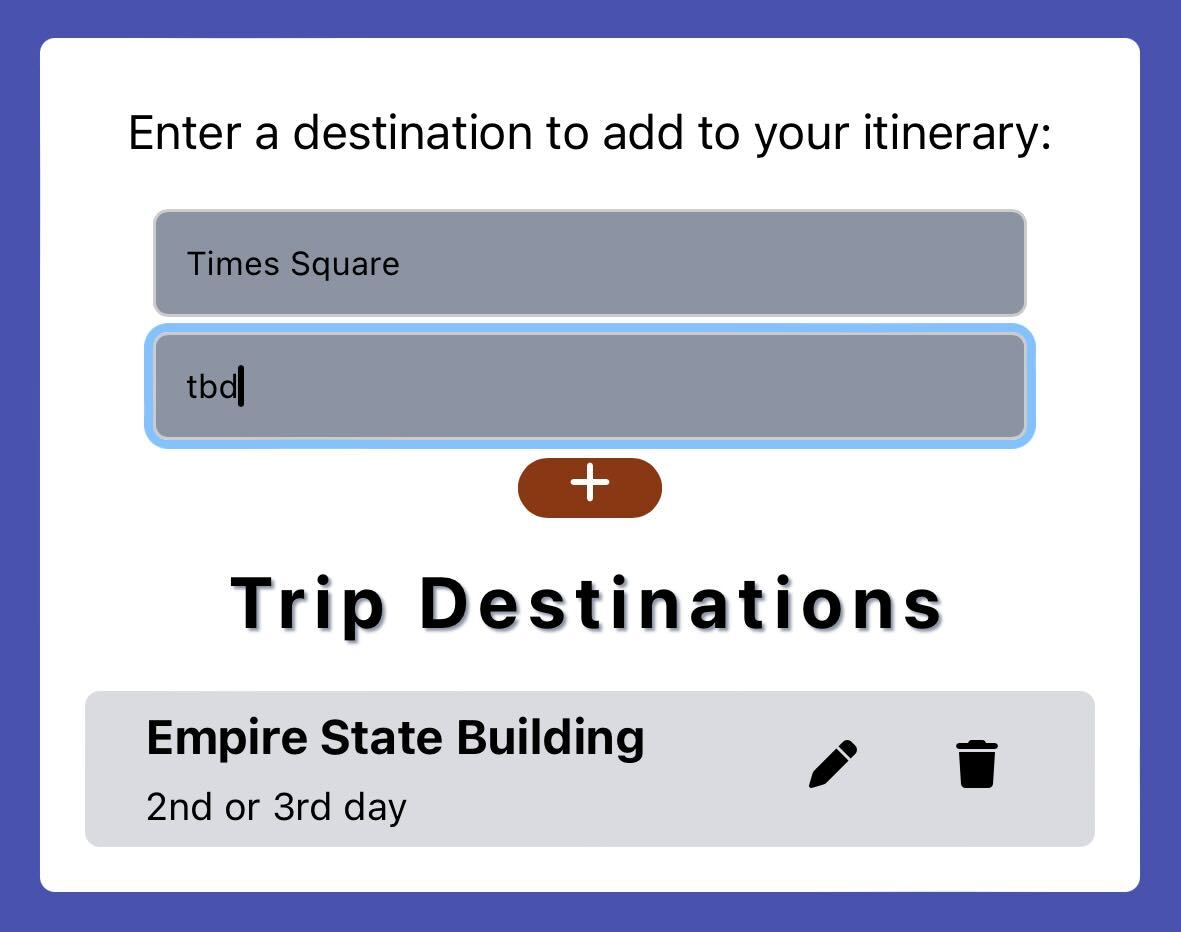 Enter a destination to add to your itinerary:
Times Square
tbd
+
Trip Destinations
Empire State Building
2nd or 3rd day